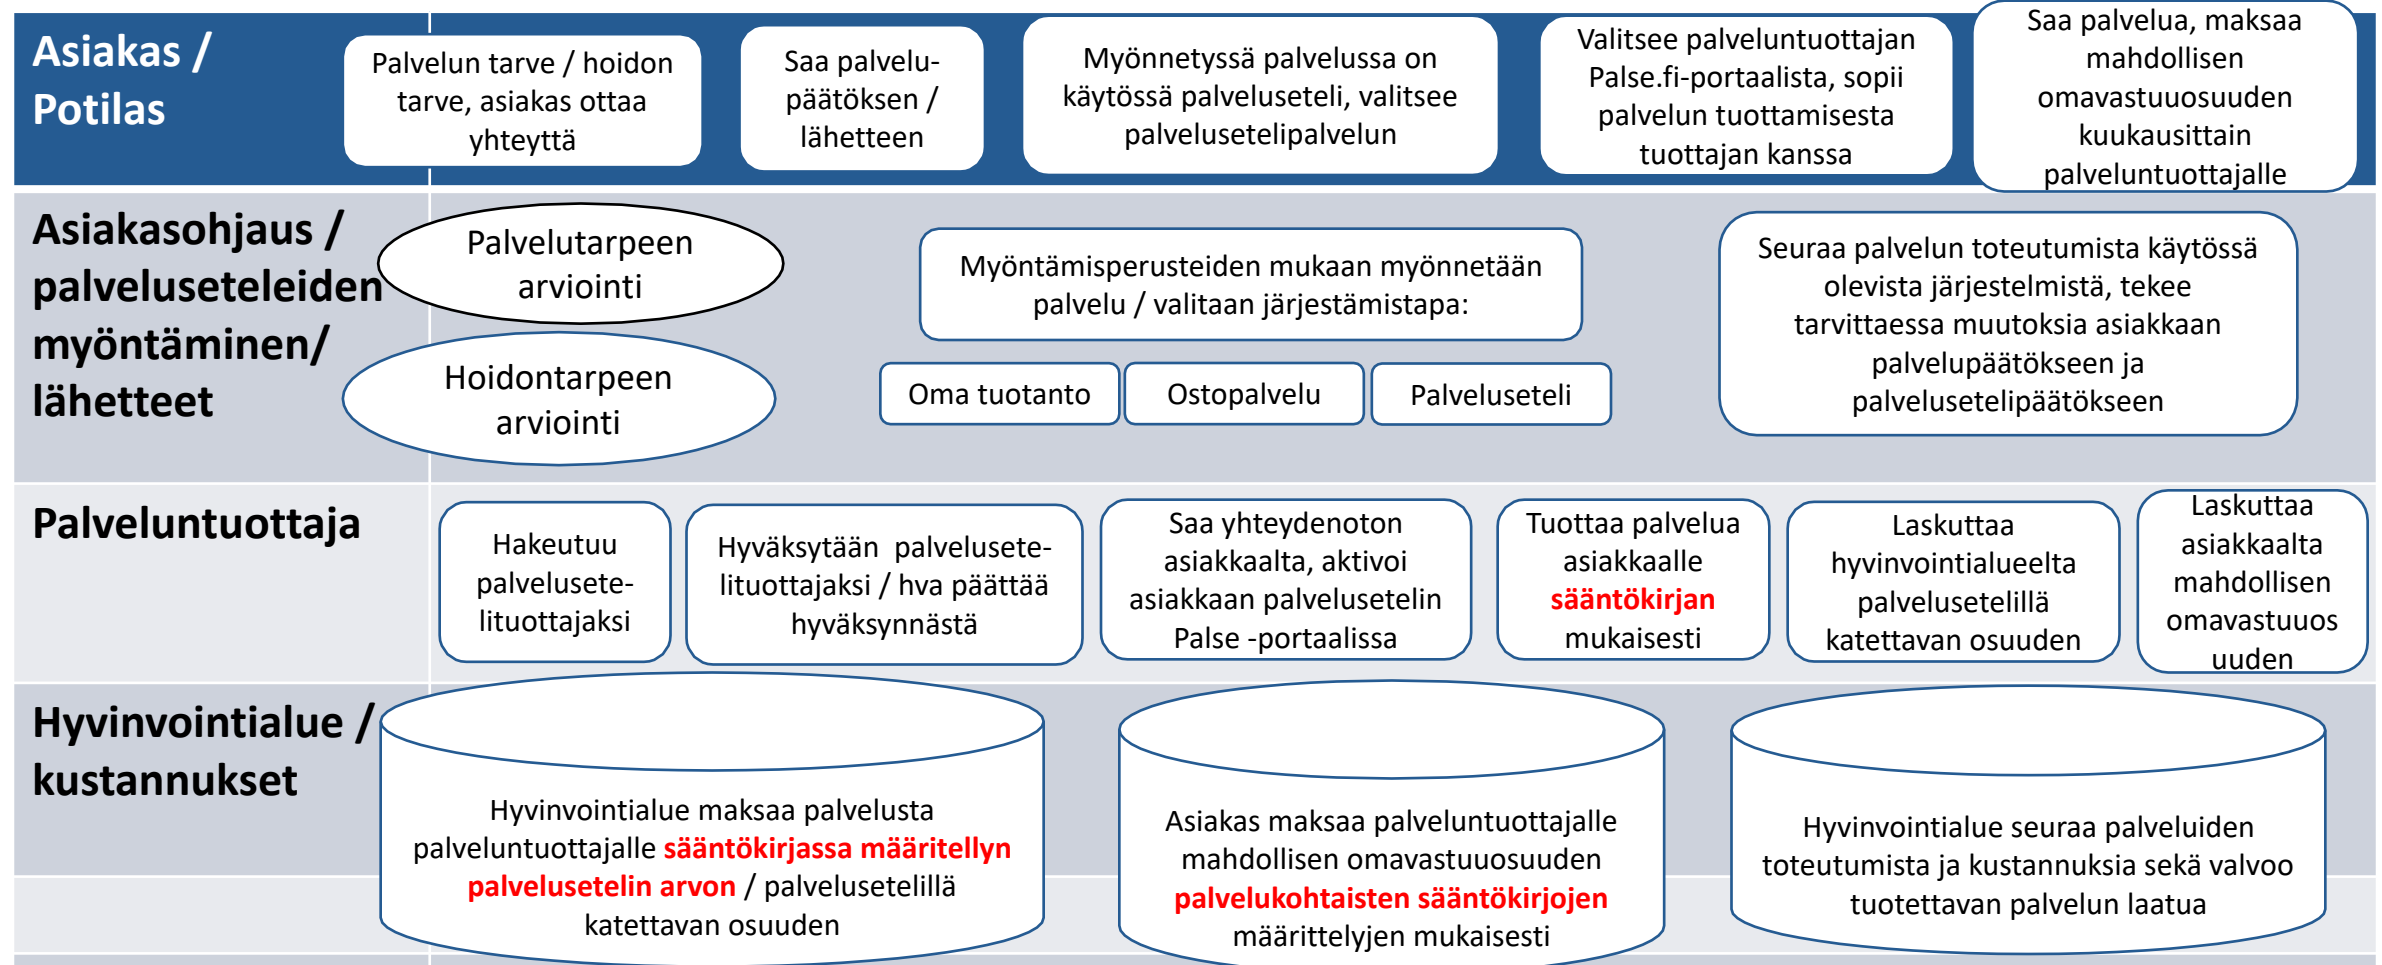 Asiakas /
Potilas
Palvelun tarve / hoidon
tarve, asiakas ottaa
yhteyttä
Saa palvelu-
päätöksen /
lähetteen
Myönnetyssä palvelussa on
käytössä palveluseteli, valitsee
palvelusetelipalvelun
Valitsee palveluntuottajan
Palse.fi-portaalista, sopii
palvelun tuottamisesta
tuottajan kanssa
Saa palvelua, maksaa
mahdollisen
omavastuuosuuden
kuukausittain
palveluntuottajalle
Asiakasohjaus /
palveluseteleiden
myöntäminen/
lähetteet
Palvelutarpeen
arviointi
Hoidontarpeen
arviointi
Myöntämisperusteiden mukaan myönnetään
palvelu / valitaan järjestämistapa:
Oma tuotanto
Ostopalvelu
Palveluseteli
Seuraa palvelun toteutumista käytössä
olevista järjestelmistä, tekee
tarvittaessa muutoksia asiakkaan
palvelupäätökseen ja
palvelusetelipäätökseen
Palveluntuottaja
Hakeutuu
palvelusete-
lituottajaksi
Hyväksytään palvelusete-
lituottajaksi / hva päättää
hyväksynnästä
Saa yhteydenoton
asiakkaalta, aktivoi
asiakkaan palvelusetelin
Palse -portaalissa
Tuottaa palvelua
asiakkaalle
sääntökirjan
mukaisesti
Laskuttaa
hyvinvointialueelta
palvelusetelillä
katettavan osuuden
Laskuttaa
asiakkaalta
mahdollisen
omavastuuos
uuden
Hyvinvointialue /
kustannukset
Hyvinvointialue maksaa palvelusta
palveluntuottajalle sääntökirjassa määritellyn
palvelusetelin arvon / palvelusetelillä
katettavan osuuden
Asiakas maksaa palveluntuottajalle
mahdollisen omavastuuosuuden
palvelukohtaisten sääntökirjojen
määrittelyjen mukaisesti
Hyvinvointialue seuraa palveluiden
toteutumista ja kustannuksia sekä valvoo
tuotettavan palvelun laatua